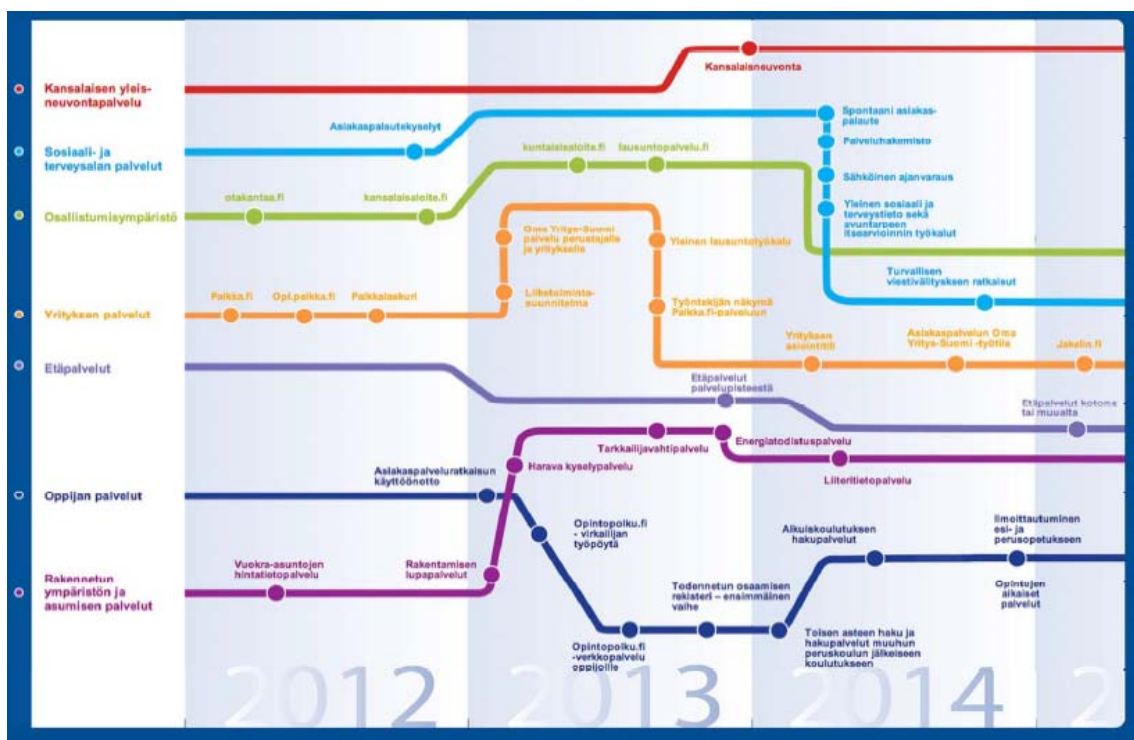 Kansalaisen yleis-
neuvontapalvelu
Kansalaisneuvonta
Sosiaali- ja
terveysalan palvelut
Asiakaspalautekyselyt
Spontaani asiakas-
palaute
Palveluhakemisto
Sähköinen ajanvaraus
Yleinen sosiaali ja
terveystieto sekä
avuntarpeen
itsearvioinnin työkalut
Turvallisen
viestivälityksen ratkaisut
Osallistumisympäristö
otakantaa.fi
kansalaisaloite.fi
kuntalaisaloite.fi
lausuntopalvelu.fi
Yrityksen palvelut
Palkka.fi
Opi.palkka.fi
Palkkalaskuri
Oma Yritys-Suomi
palvelu perustajalle
ja yritykselle
Liiketoiminta-
suunnitelma
Yleinen lausuntotyökalu
Työntekijän näkymä
Palkka.fi-palveluun
Yrityksen
asiointitili
Asiakaspalvelun Oma
Yritys-Suomi -työtila
Jakelin.fi
Etäpalvelut
Etäpalvelut
palvelupisteestä
Etäpalvelut kotona
tai muualta
Oppijan palvelut
Asiakaspalveluratkaisun
käyttöönotto
Opintopolku.fi
- virkailijan
työpöytä
Opintopolku.fi
-verkkopalvelu
oppijoille
Todennetun osaamisen
rekisteri – ensimmäinen
vaihe
Toisen asteen haku ja
hakupalvelut muuhun
peruskoulun jälkeiseen
koulutukseen
Aikuiskoulutuksen
hakupalvelut
Ilmoittautuminen
esi- ja
perusopetukseen
Opintojen
aikaiset
palvelut
Rakennetun
ympäristön ja
asumisen palvelut
Vuokra-asuntojen
hintatietopalvelu
Rakentamisen
lupapalvelut
Harava kyselypalvelu
Tarkkailijavahtipalvelu
Energiatodistuspalvelu
Liiteritietopalvelu
2012
2013
2014
2